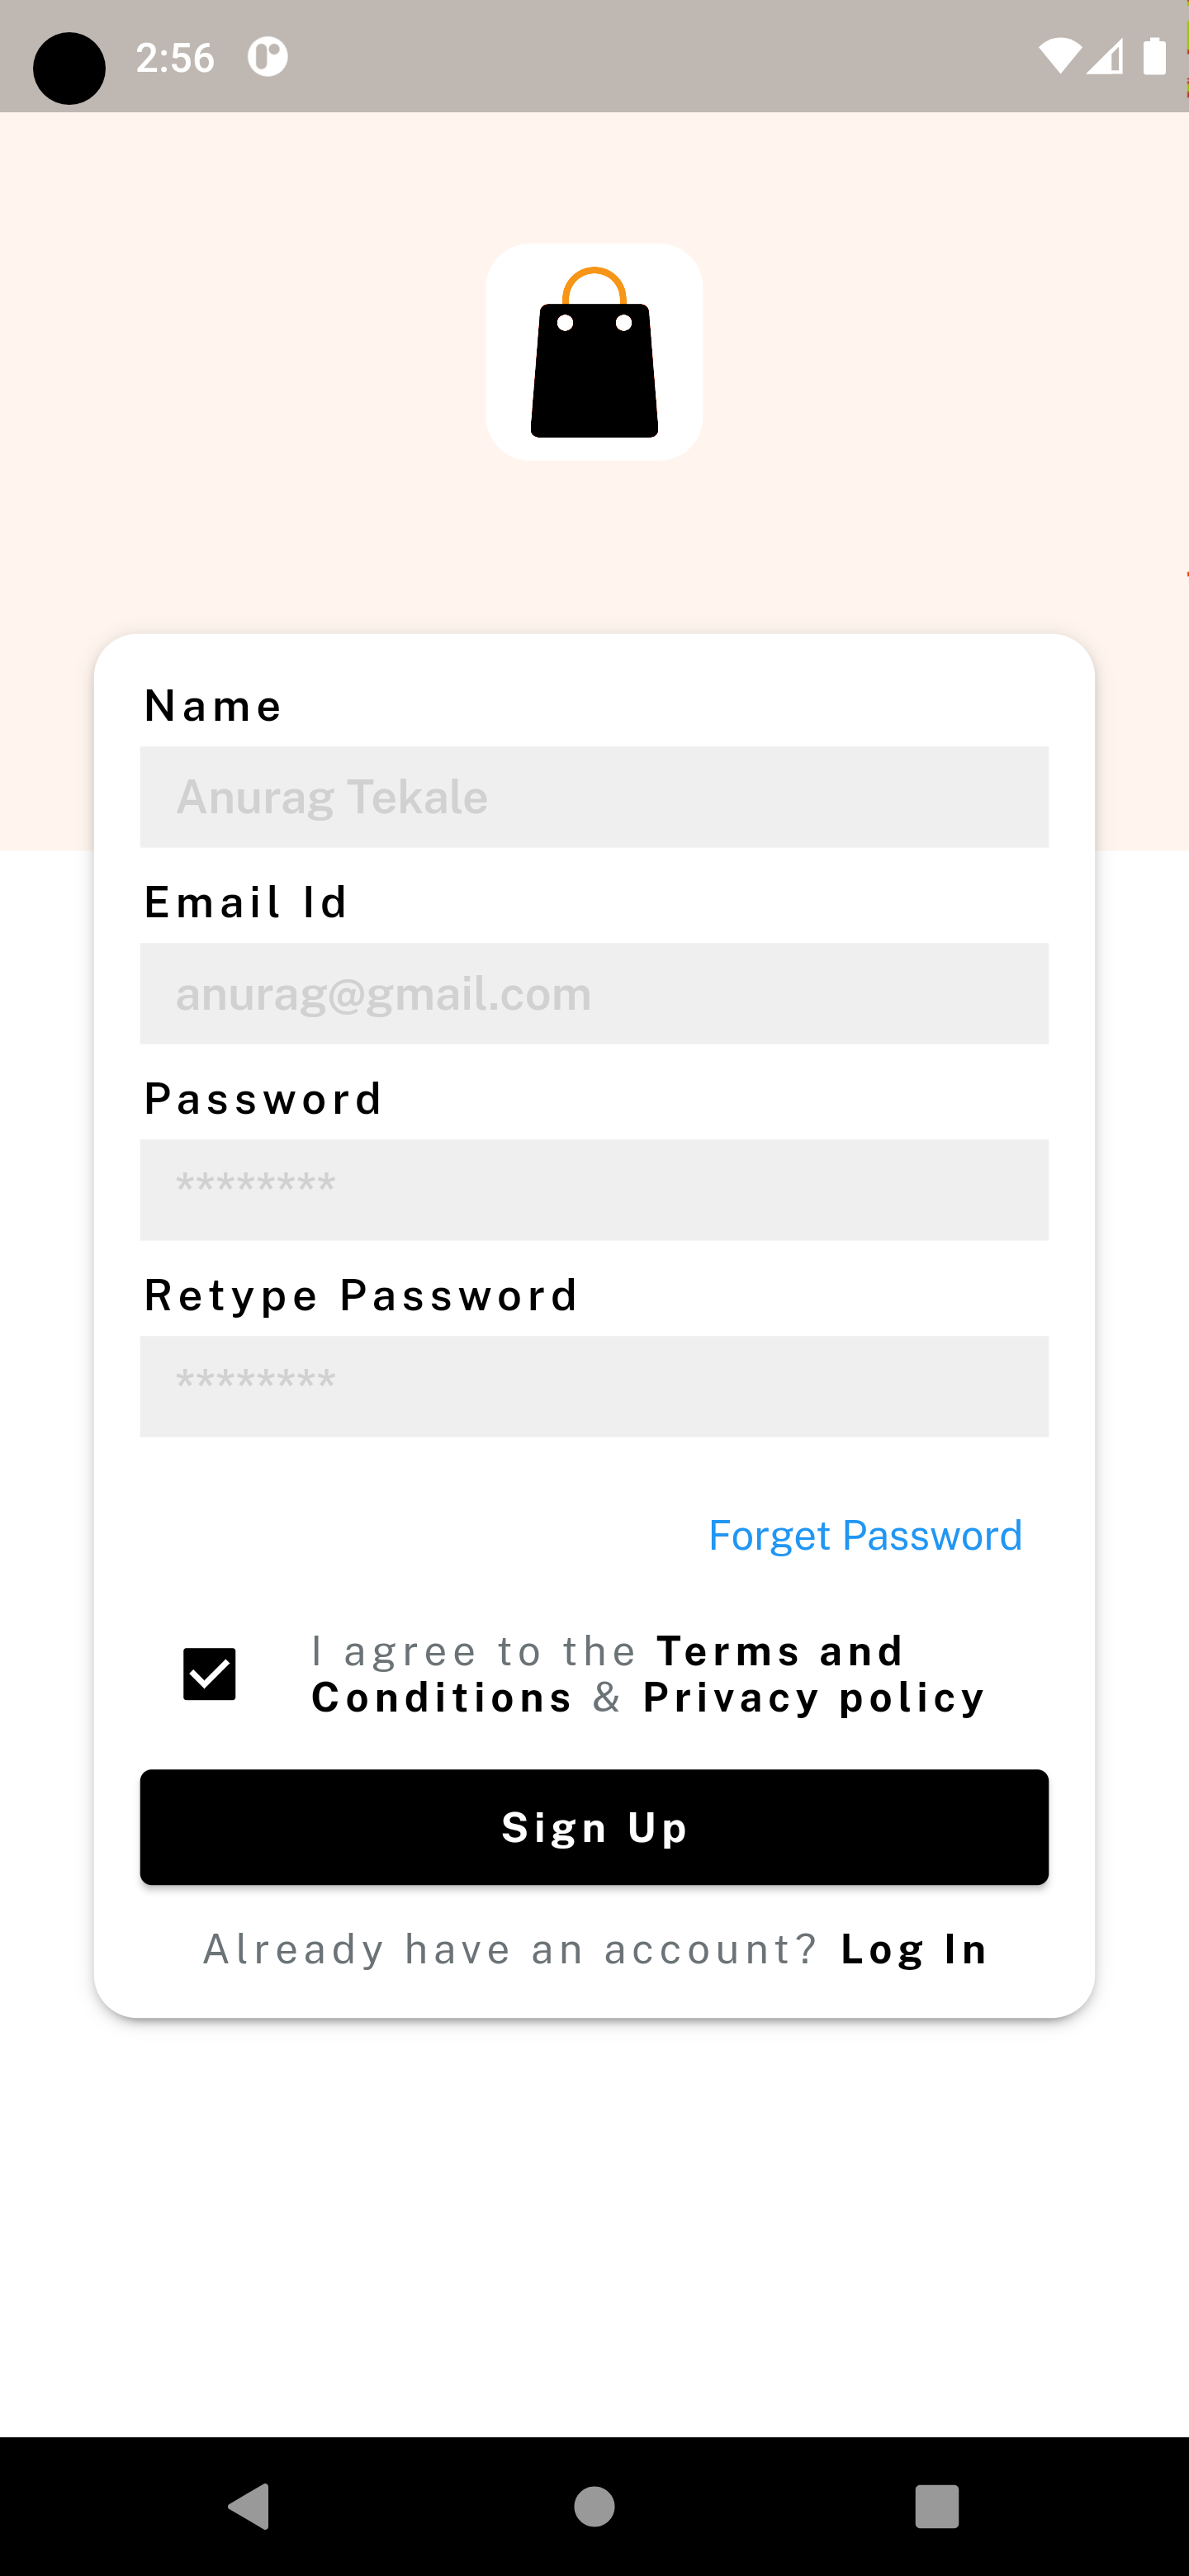 2:56
Name
Anurag Tekale
Email Id
anurag@gmail.com
Password
********
Retype Password
********
Forget Password
I agree to the Terms and
Conditions & Privacy policy
Sign Up
Already have an account? Log In